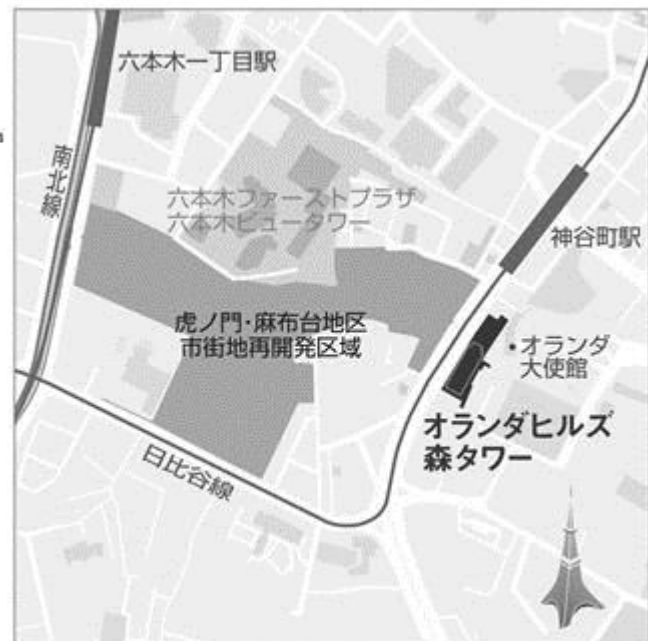 六本木一丁目駅
南北線
六本木ファーストプラザ
六本木ビュータワー
神谷町駅
虎ノ門・麻布台地区
市街地再開発区域
・オランダ
大使館
オランダヒルズ
森タワー
日比谷線